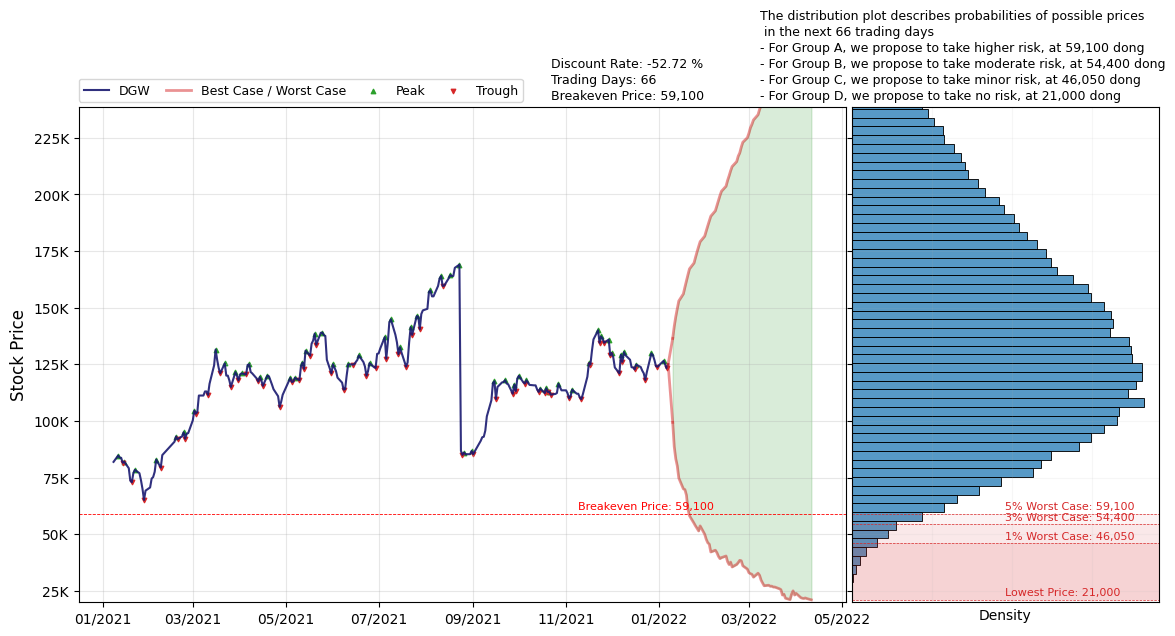 The distribution plot describes probabilities of possible prices
in the next 66 trading days
- For Group A, we propose to take higher risk, at 59,100 dong
- For Group B, we propose to take moderate risk, at 54,400 dong
- For Group C, we propose to take minor risk, at 46,050 dong
- For Group D, we propose to take no risk, at 21,000 dong
Discount Rate: -52.72 %
Trading Days: 66
Breakeven Price: 59,100
DGW
Best Case / Worst Case
Peak
Trough
Stock Price
225K
200K
175K
150K
125K
100K
75K
50K
25K
Breakeven Price: 59,100
5% Worst Case: 59,100
3% Worst Case: 54,400
1% Worst Case: 46,050
Lowest Price: 21,000
01/2021
03/2021
05/2021
07/2021
09/2021
11/2021
01/2022
03/2022
05/2022
Density